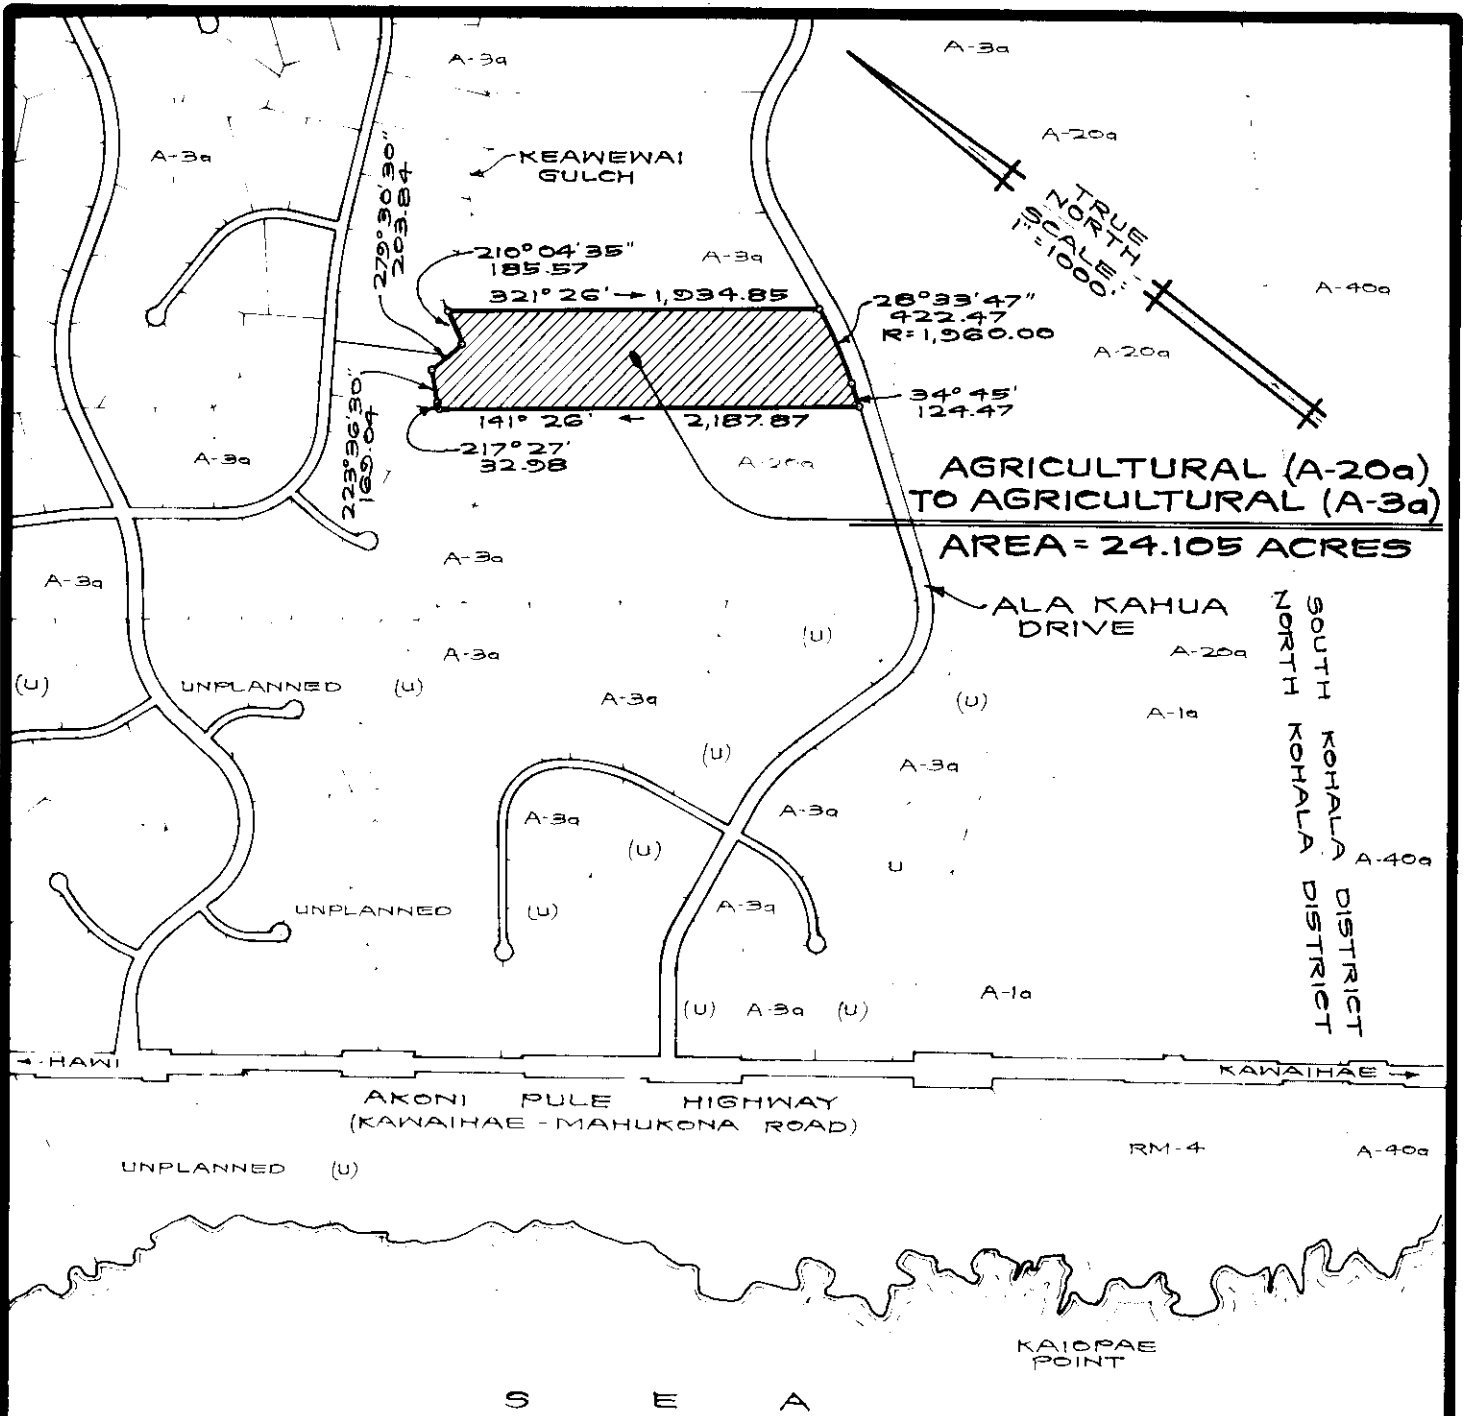 A-3a
A-3a
A-20a
A-3a
KEAWEWAI
GULCH
TRUE
NORTH
SCALE:
1"=1000'
279°30'30"
203.84
210°04'35"
185.57
A-3a
321°26' → 1,934.85
28°33'47"
422.47
R=1,960.00
A-40a
A-20a
223°36'30"
169.04
34°45'
124.47
141°26' ← 2,187.87
217°27'
32.98
A-3a
A-20a
AGRICULTURAL (A-20a)
TO AGRICULTURAL (A-3a)
AREA = 24.105 ACRES
A-3a
A-3a
ALA KAHUA
DRIVE
SOUTH KOHALA DISTRICT
NORTH KOHALA DISTRICT
(U)
A-3a
A-20a
(U)
UNPLANNED (U)
A-3a
(U)
A-1a
(U)
A-3a
A-3a
A-3a
(U)
U
A-40a
UNPLANNED (U)
A-3a
A-1a
(U) A-3a (U)
← HAWI
KAWAIHAE →
AKONI PULE HIGHWAY
(KAWAIHAE - MAHUKONA ROAD)
RM-4
A-40a
UNPLANNED (U)
KAIOPAE
POINT
SEA